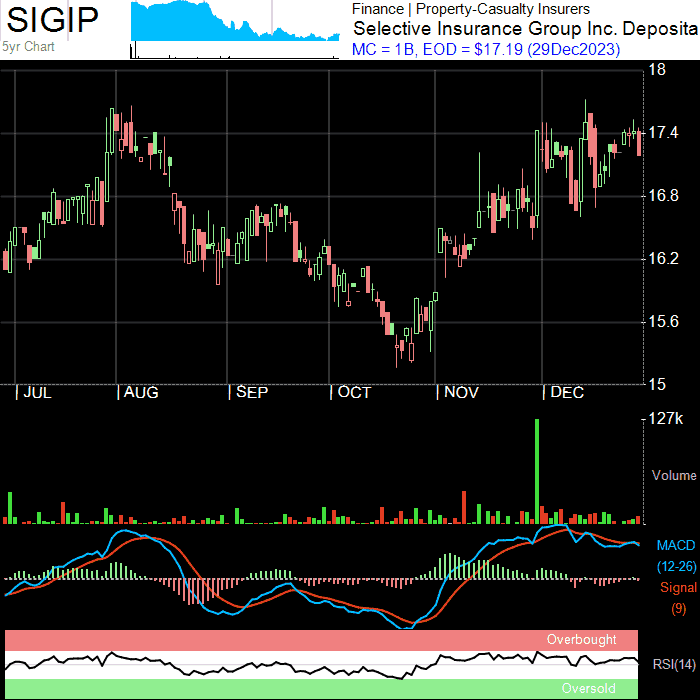 SIGIP
5yr Chart
Finance | Property-Casualty Insurers
Selective Insurance Group Inc. Deposita
MC = 1B, EOD = $17.19 (29Dec2023)
18
17.4
16.8
16.2
15.6
15
JUL AUG SEP OCT NOV DEC
127k
Volume
MACD
(12-26)
Signal
(9)
Overbought
RSI(14)
Oversold